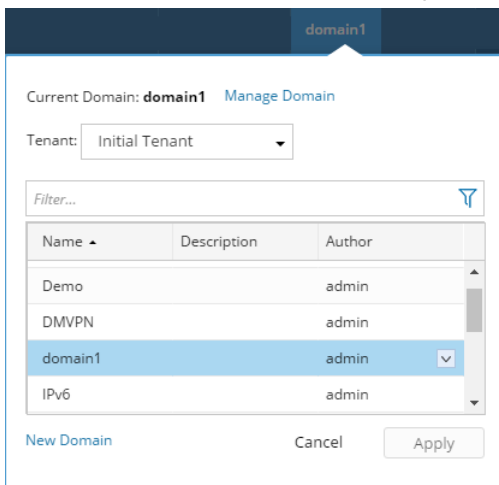 domain1
Current Domain: domain1 Manage Domain
Tenant: Initial Tenant
Filter...
Name Description Author
Demo admin
DMVPN admin
domain1 admin
IPv6 admin
New Domain Cancel Apply